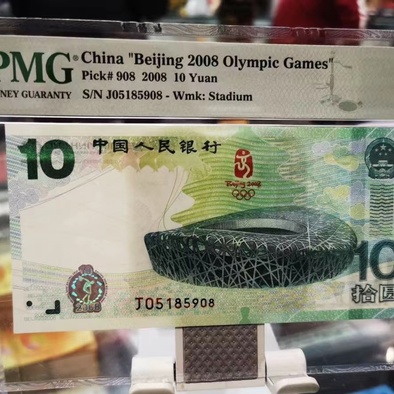 PMG® China "Beijing 2008 Olympic Games"
Pick# 908 2008 10 Yuan
NEY GUARANTY S/N J05185908 - Wmk: Stadium
10 中国人民银行
Beijing 2008
10
拾圆
2008
J05185908